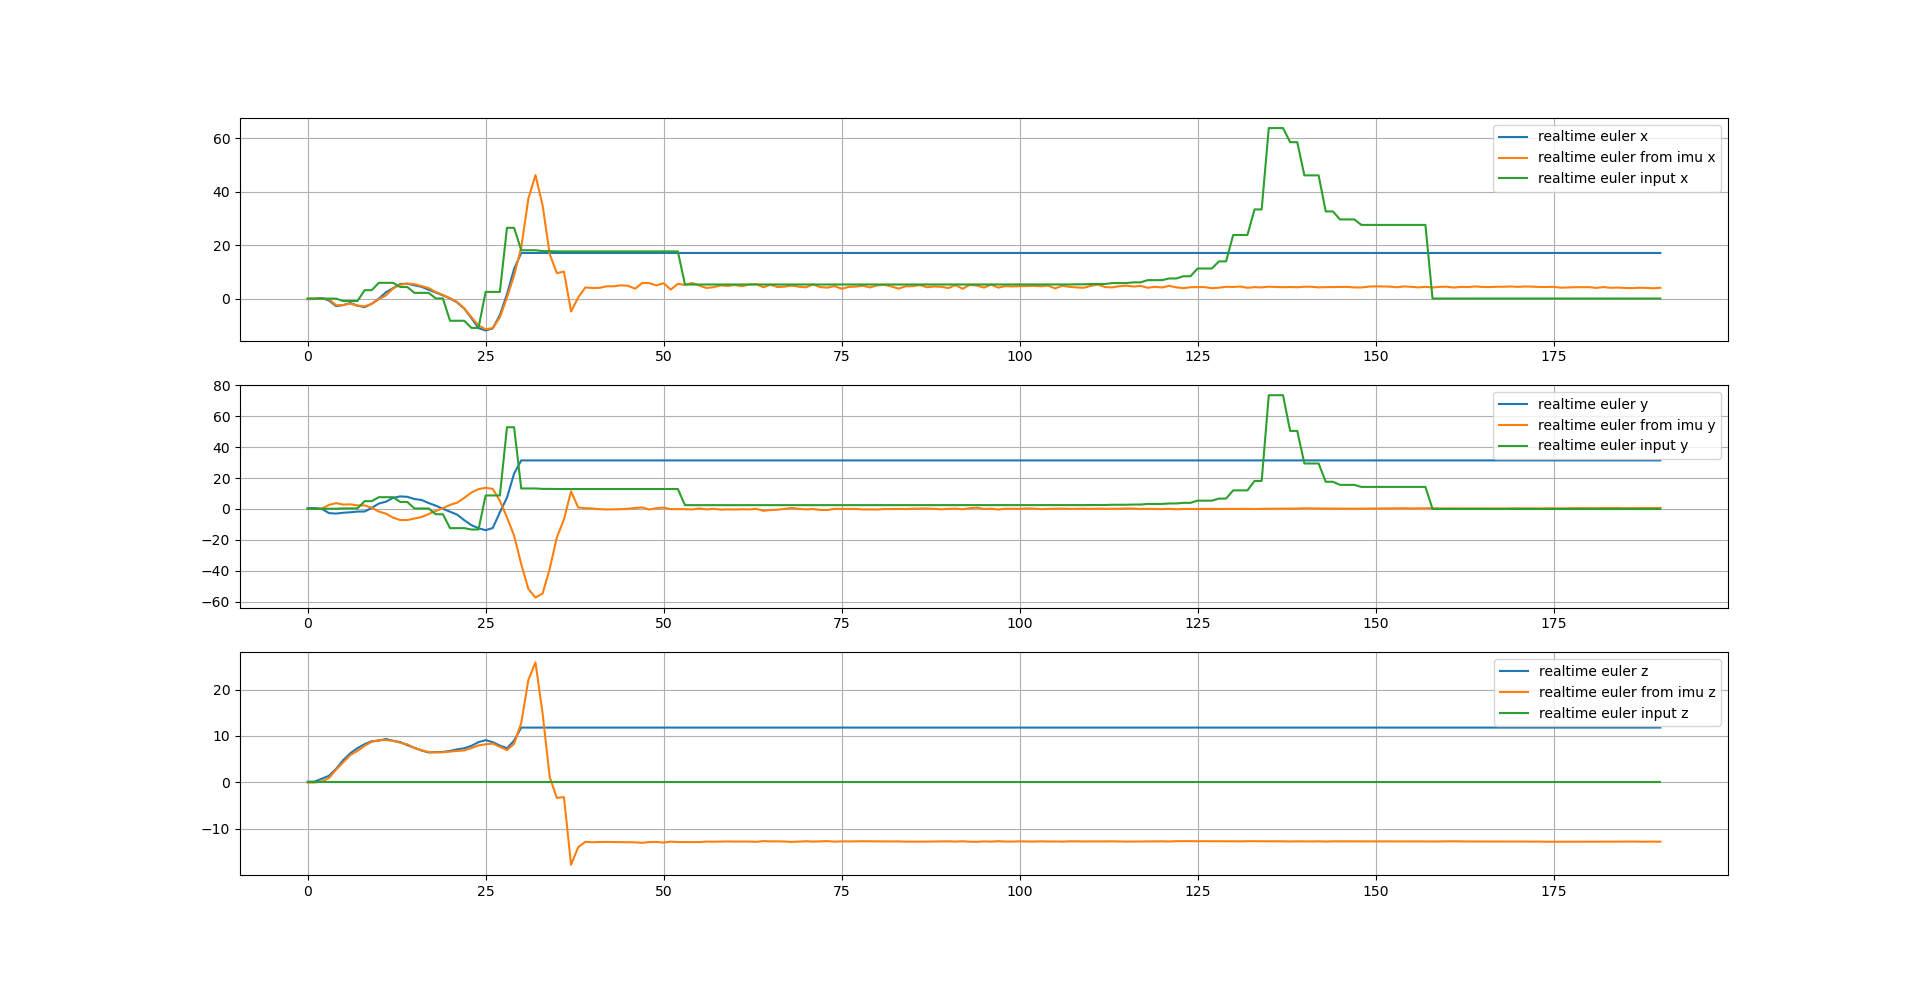 60
40
20
0
realtime euler x
realtime euler from imu x
realtime euler input x
0 25 50 75 100 125 150 175
80
60
40
20
0
−20
−40
−60
realtime euler y
realtime euler from imu y
realtime euler input y
0 25 50 75 100 125 150 175
20
10
0
−10
realtime euler z
realtime euler from imu z
realtime euler input z
0 25 50 75 100 125 150 175